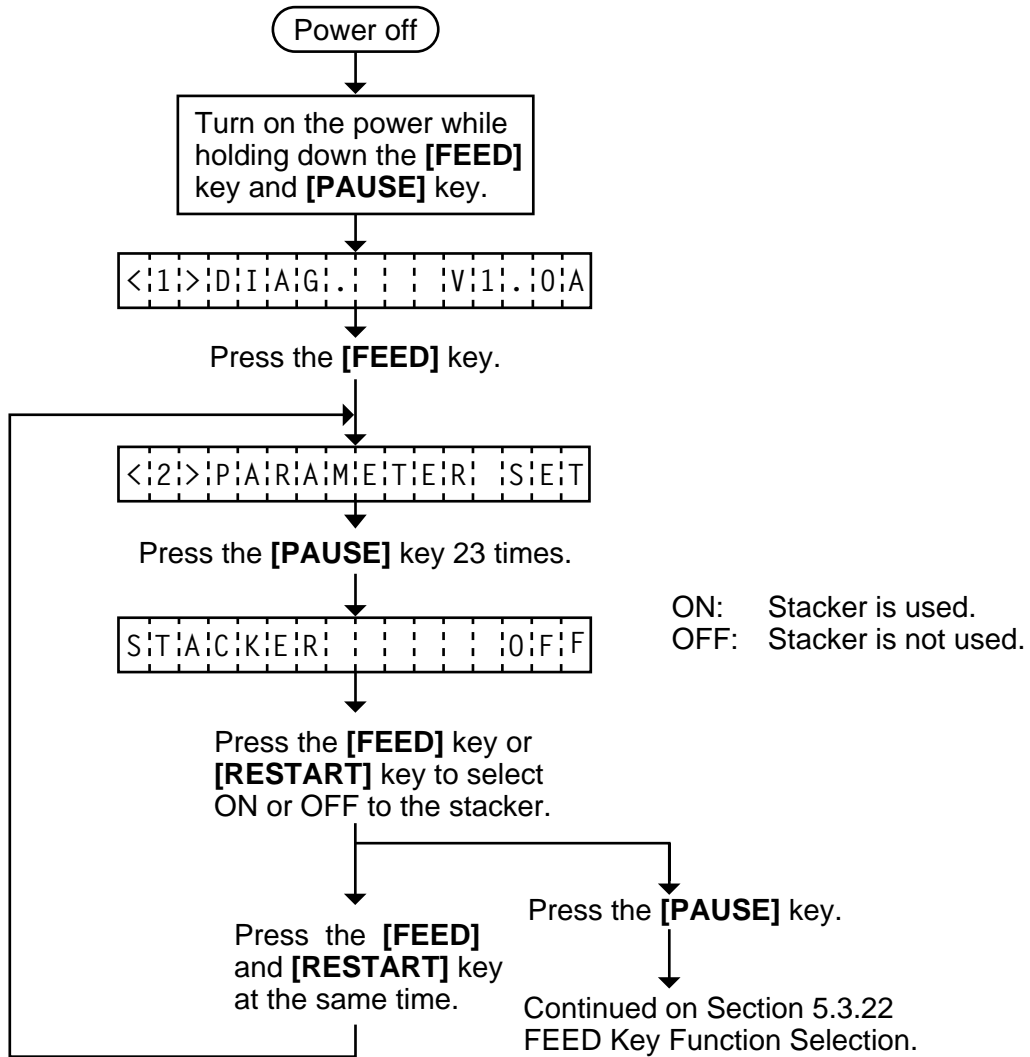 Power off
Turn on the power while
holding down the [FEED]
key and [PAUSE] key.
<1>DIAG.   V1.0A
Press the [FEED] key.
<2>PARAMETER SET
Press the [PAUSE] key 23 times.
STACKER     OFF
ON: Stacker is used.
OFF: Stacker is not used.
Press the [FEED] key or
[RESTART] key to select
ON or OFF to the stacker.
Press the [FEED]
and [RESTART] key
at the same time.
Press the [PAUSE] key.
Continued on Section 5.3.22
FEED Key Function Selection.